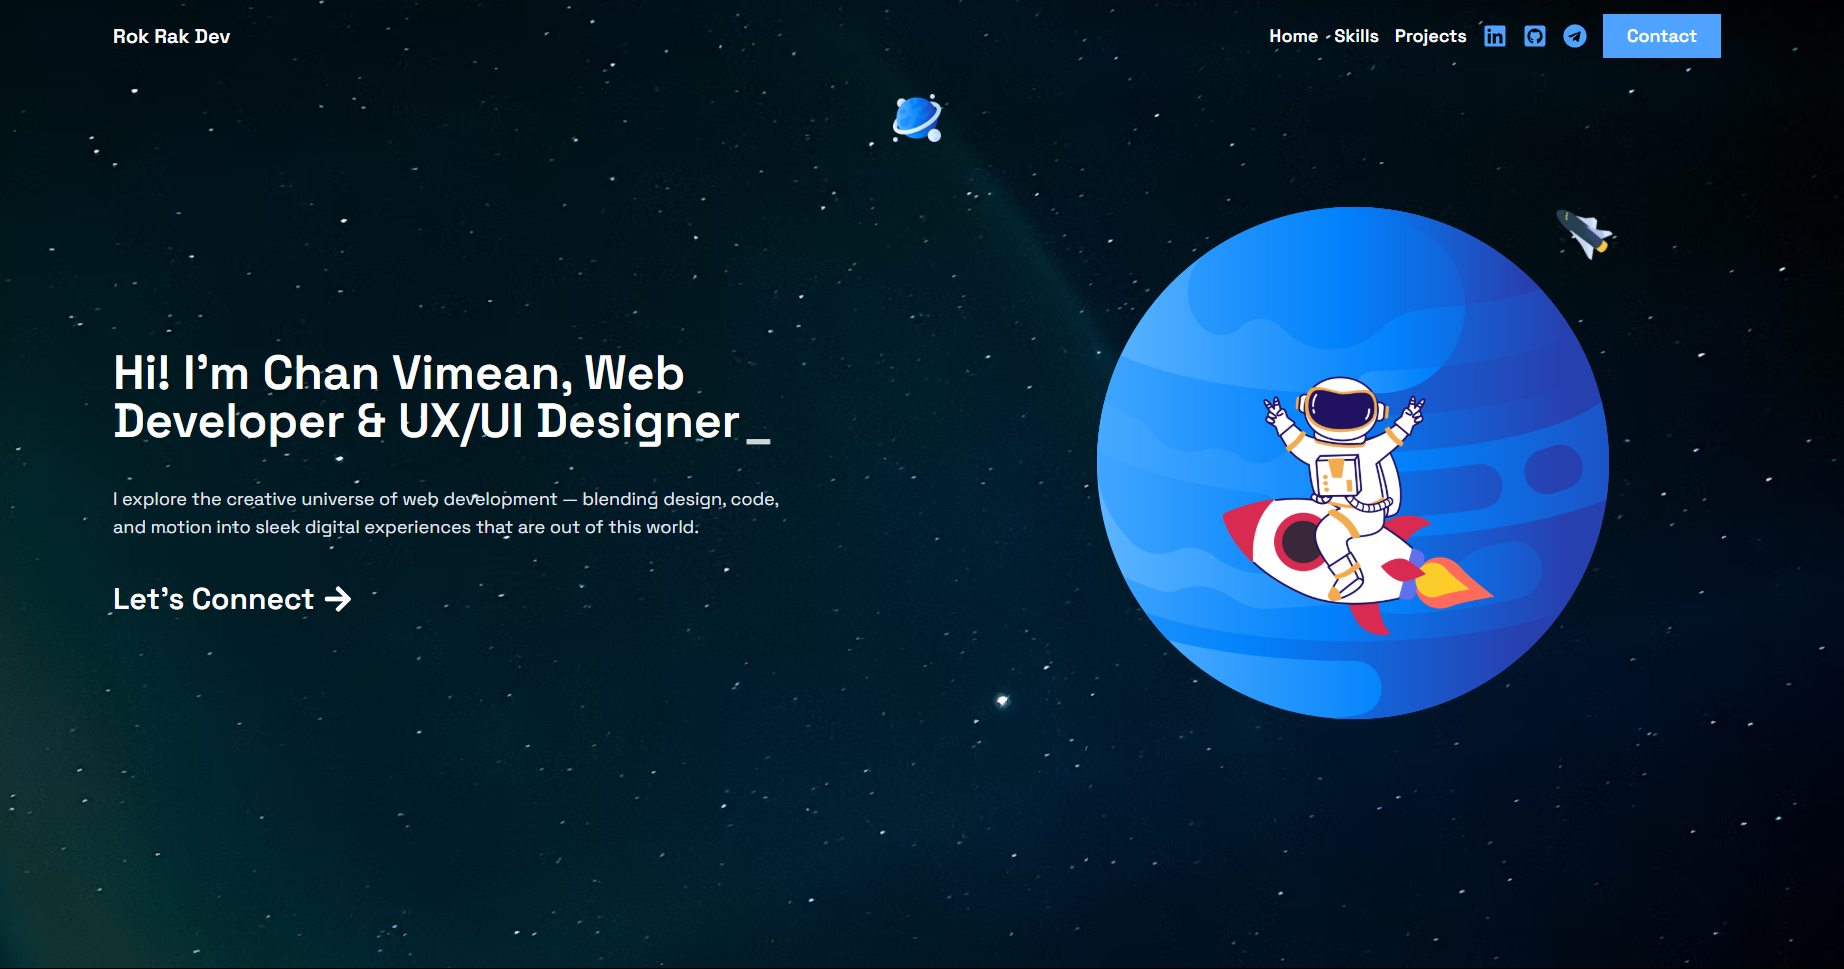 Rok Rak Dev
Home Skills Projects Contact
Hi! I’m Chan Vimean, Web
Developer & UX/UI Designer_
I explore the creative universe of web development — blending design, code,
and motion into sleek digital experiences that are out of this world.
Let’s Connect